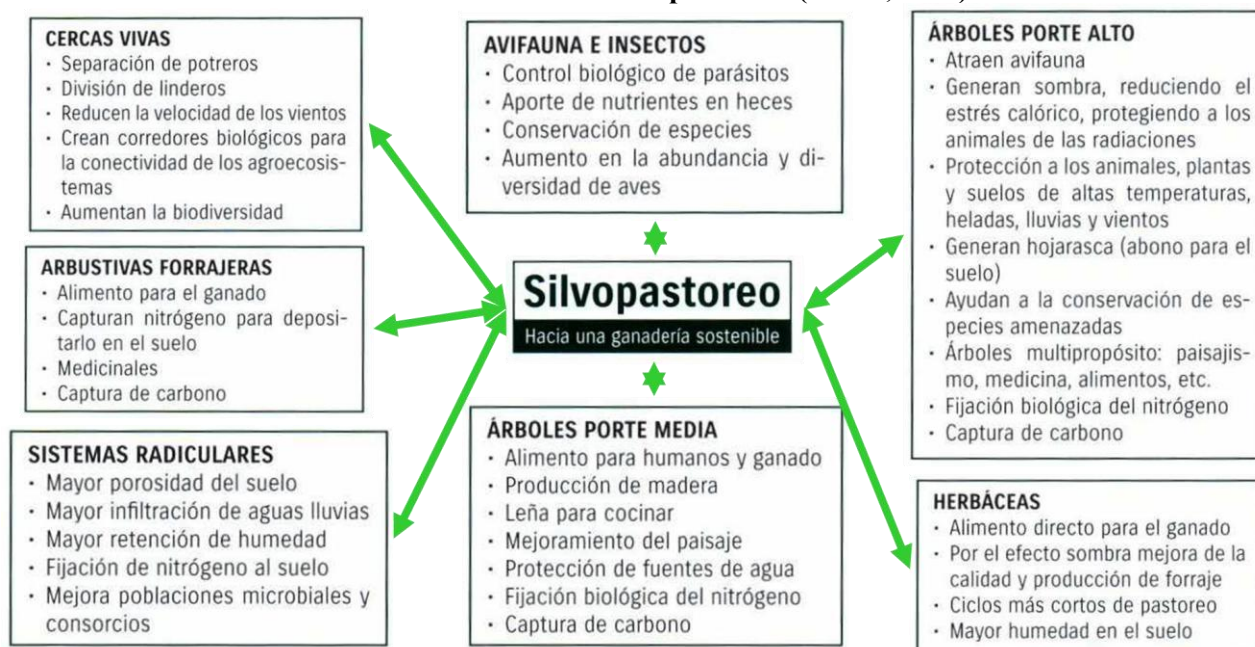 CERCAS VIVAS
· Separación de potreros
· División de linderos
· Reducen la velocidad de los vientos
· Crean corredores biológicos para
la conectividad de los agroecosis-
temas
· Aumentan la biodiversidad
ARBUSTIVAS FORRAJERAS
· Alimento para el ganado
· Capturan nitrógeno para deposi-
tarlo en el suelo
· Medicinales
· Captura de carbono
SISTEMAS RADICULARES
· Mayor porosidad del suelo
· Mayor infiltración de aguas lluvias
· Mayor retención de humedad
· Fijación de nitrógeno al suelo
· Mejora poblaciones microbiales y
consorcios
AVIFAUNA E INSECTOS
· Control biológico de parásitos
· Aporte de nutrientes en heces
· Conservación de especies
· Aumento en la abundancia y di-
versidad de aves
Silvopastoreo
Hacia una ganadería sostenible
ÁRBOLES PORTE MEDIA
· Alimento para humanos y ganado
· Producción de madera
· Leña para cocinar
· Mejoramiento del paisaje
· Protección de fuentes de agua
· Fijación biológica del nitrógeno
· Captura de carbono
ÁRBOLES PORTE ALTO
· Atraen avifauna
· Generan sombra, reduciendo el
estrés calórico, protegiendo a los
animales de las radiaciones
· Protección a los animales, plantas
y suelos de altas temperaturas,
heladas, lluvias y vientos
· Generan hojarasca (abono para el
suelo)
· Ayudan a la conservación de es-
pecies amenazadas
· Árboles multipropósito: paisajis-
mo, medicina, alimentos, etc.
· Fijación biológica del nitrógeno
· Captura de carbono
HERBÁCEAS
· Alimento directo para el ganado
· Por el efecto sombra mejora de la
calidad y producción de forraje
· Ciclos más cortos de pastoreo
· Mayor humedad en el suelo